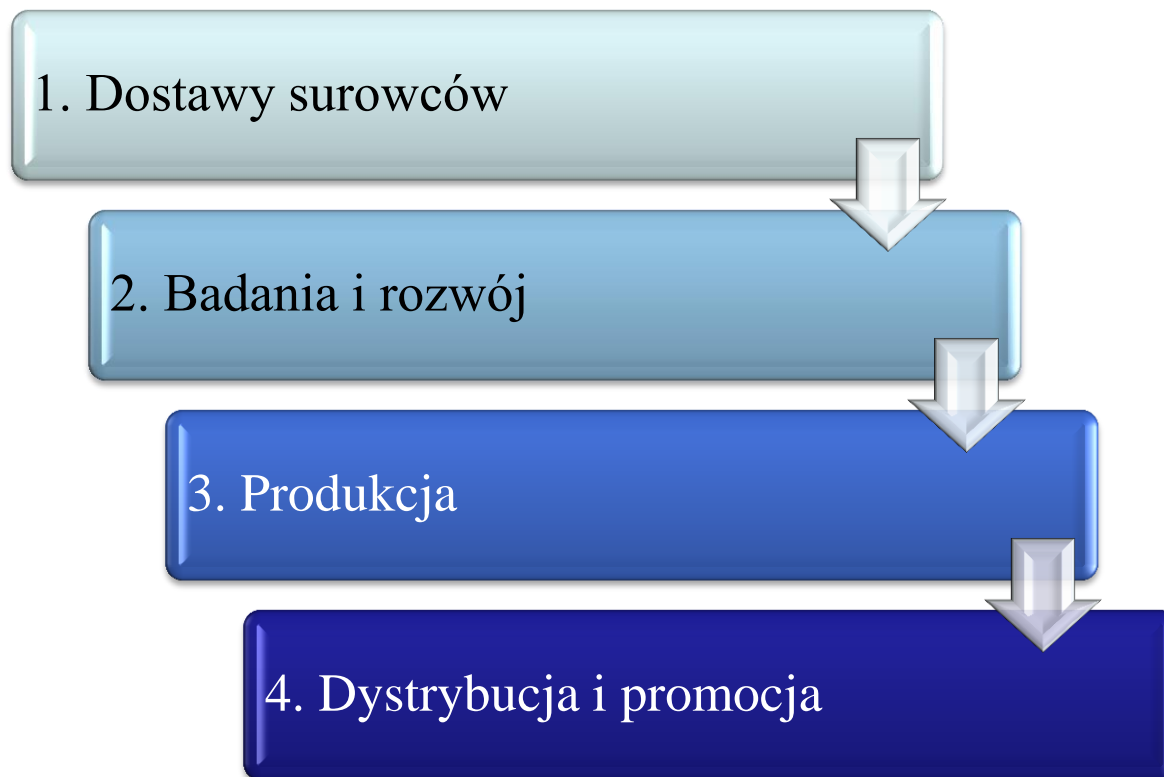 1. Dostawy surowców
2. Badania i rozwój
3. Produkcja
4. Dystrybucja i promocja